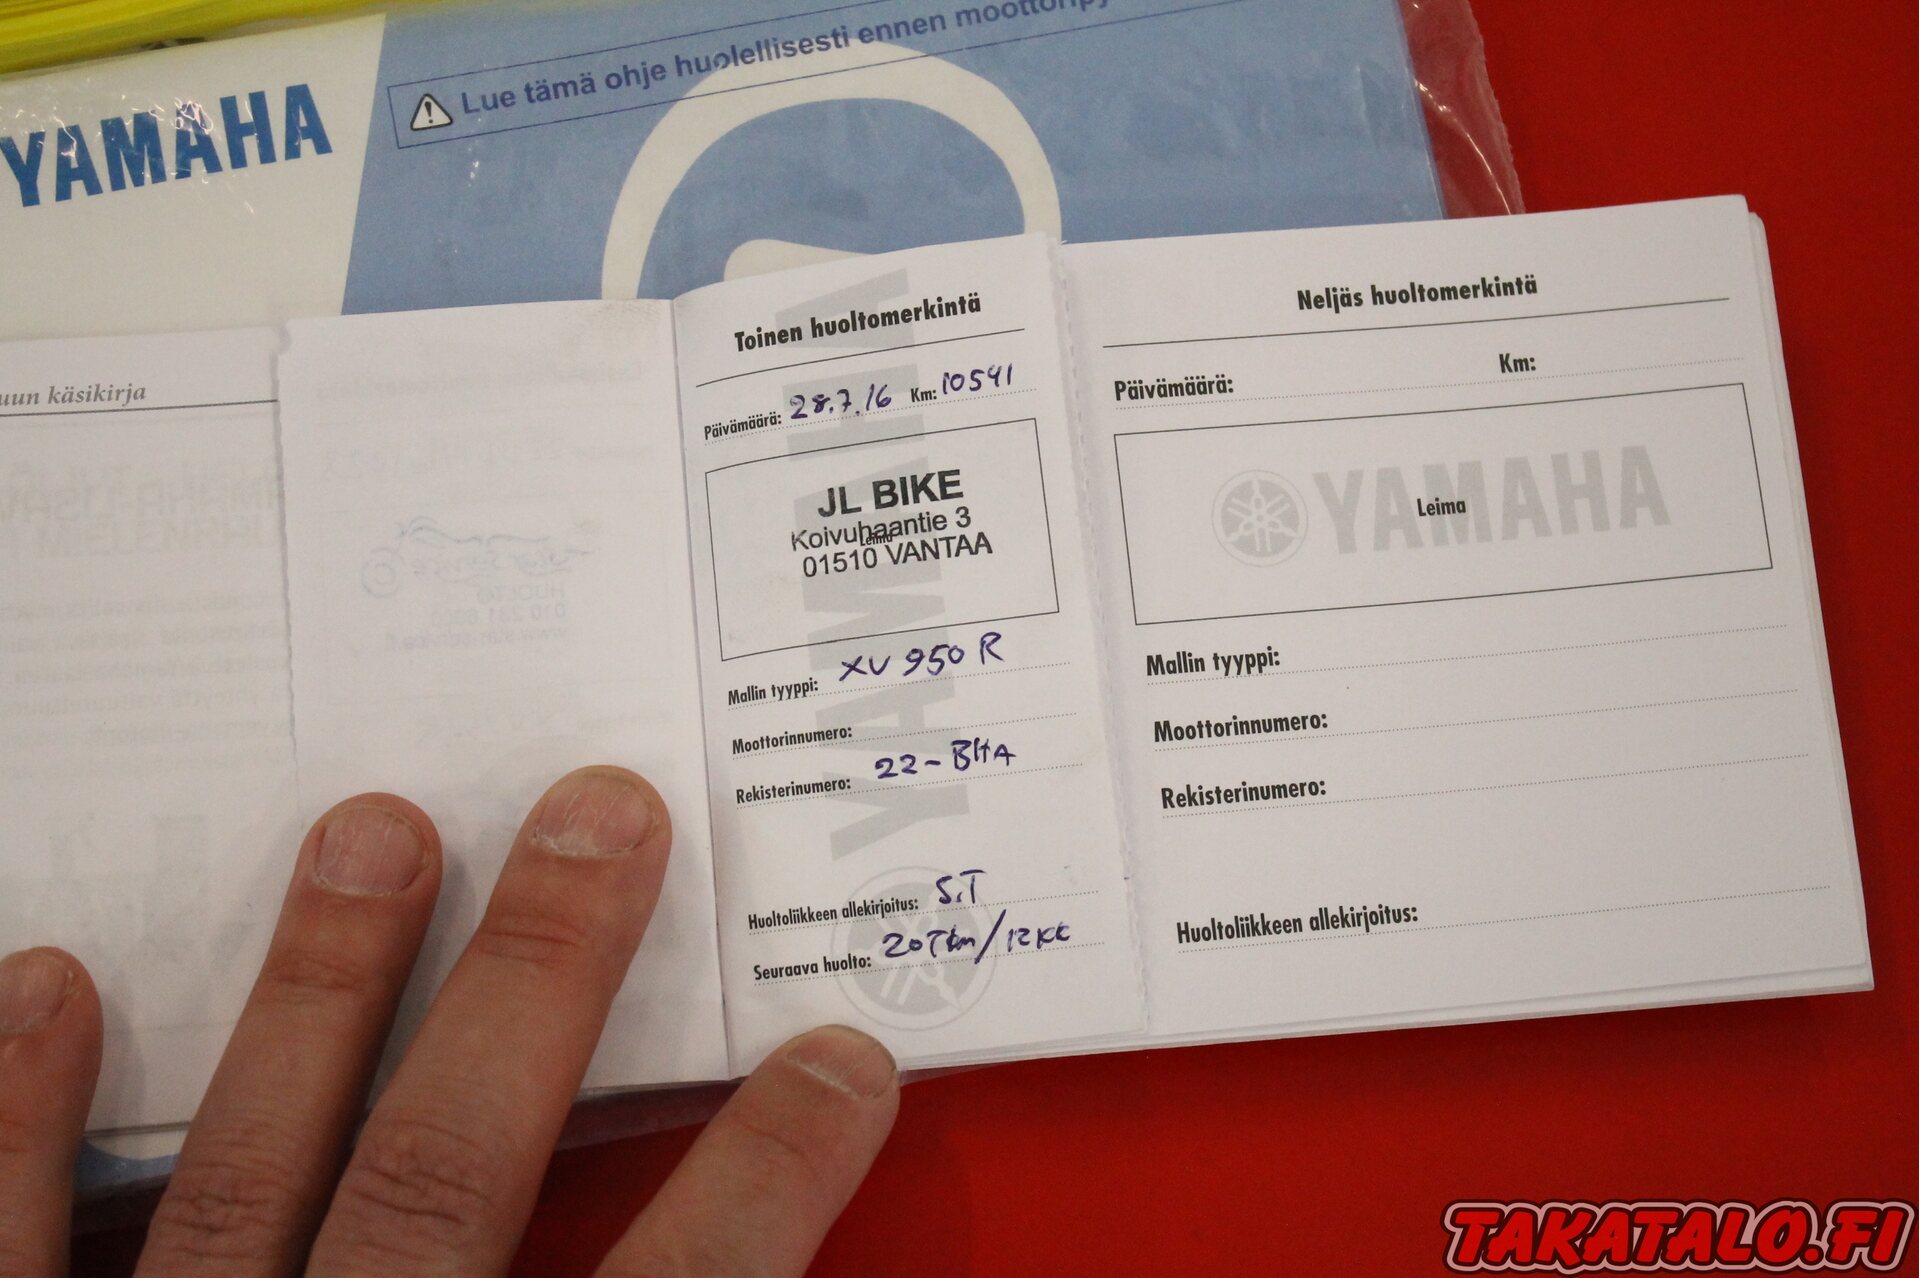 YAMAHA
Lue tämä ohje huolellisesti ennen
käsikirja
Toinen huoltomerkintä
Päivämäärä: 28.7.16 Km: 10541
JL BIKE
Koivuhaantie 3
Leima
01510 VANTAA
Mallin tyyppi: XV 950 R
Moottorinnumero:
Rekisterinumero: 22-BHA
Huoltoliikkeen allekirjoitus: S.T
Seuraava huolto: 20Tkm/12KK
YAMAHA
Neljäs huoltomerkintä
Päivämäärä: Km:
YAMAHA
Leima
Mallin tyyppi:
Moottorinnumero:
Rekisterinumero:
Huoltoliikkeen allekirjoitus:
TAKATALO.FI